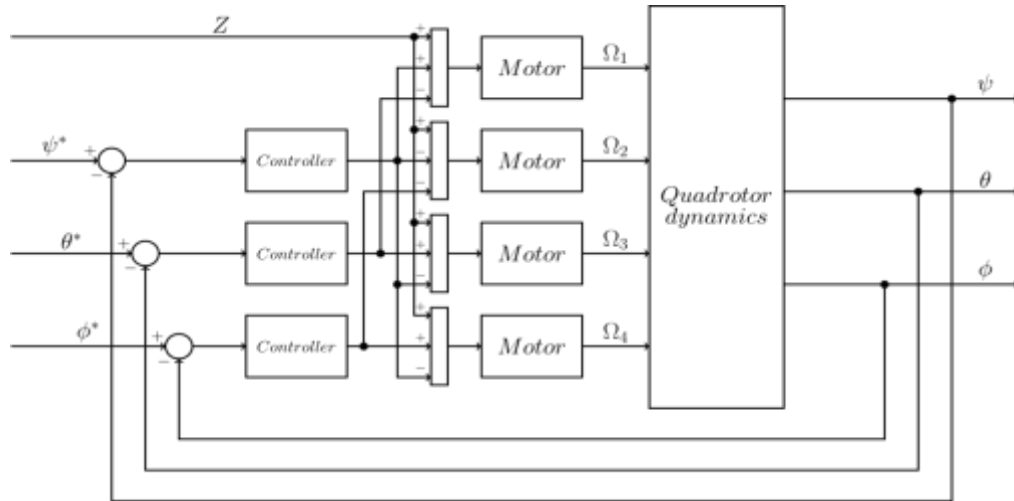 Z
+
+
−
Motor
Ω₁
ψ
ψ*
+
−
Controller
+
−
−
Motor
Ω₂
Quadrotor
dynamics
θ
θ*
+
−
Controller
+
+
−
Motor
Ω₃
ϕ
ϕ*
+
−
Controller
+
+
−
Motor
Ω₄